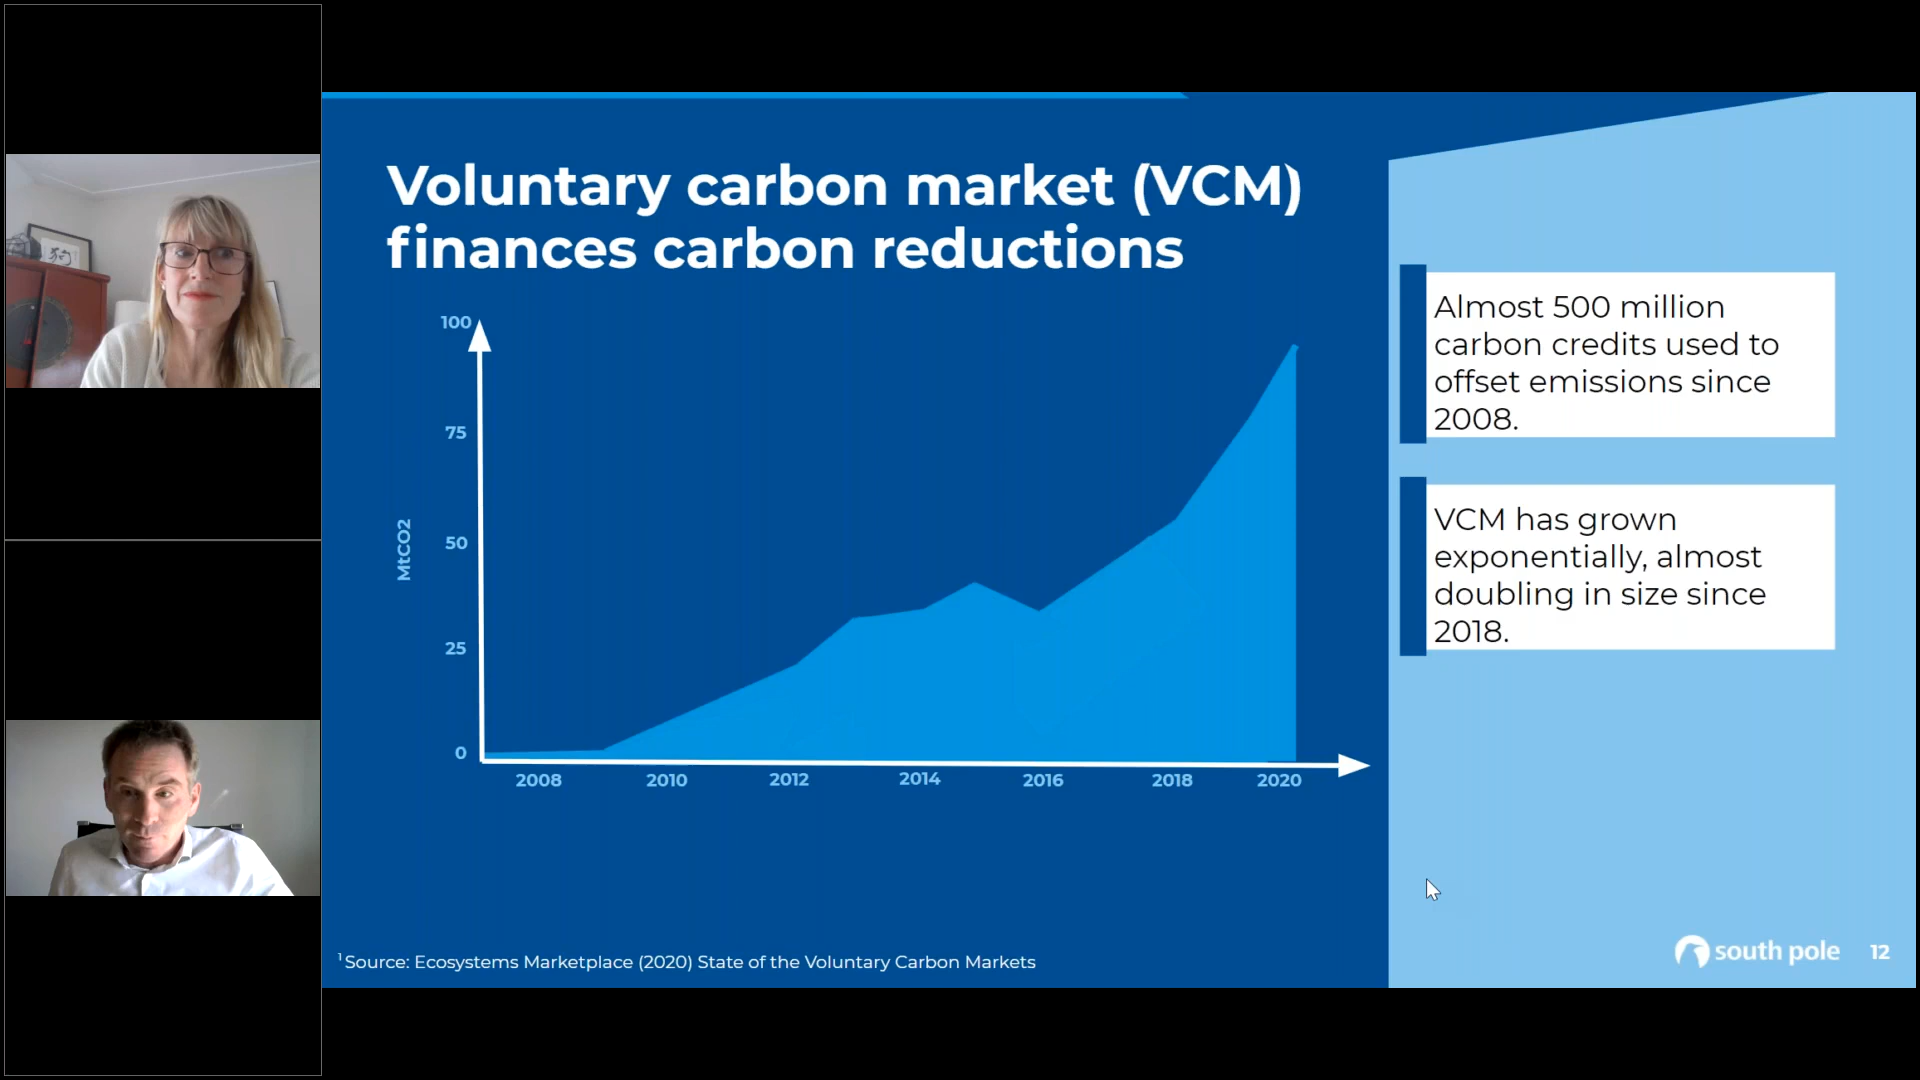 Voluntary carbon market (VCM)
finances carbon reductions
100
75
50
25
0
MtCO2
2008
2010
2012
2014
2016
2018
2020
Almost 500 million
carbon credits used to
offset emissions since
2008.
VCM has grown
exponentially, almost
doubling in size since
2018.
1 Source: Ecosystems Marketplace (2020) State of the Voluntary Carbon Markets
south pole
12